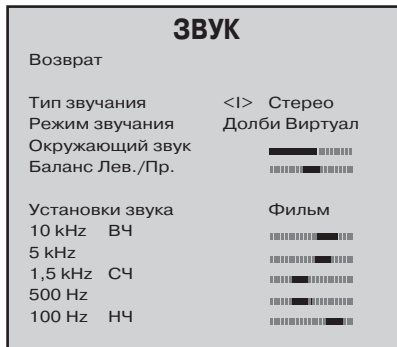 ЗВУК
Возврат
Тип звучания <I> Стерео
Режим звучания Долби Виртуал
Окружающий звук
Баланс Лев./Пр.
Установки звука Фильм
10 kHz ВЧ
5 kHz
1,5 kHz СЧ
500 Hz
100 Hz НЧ